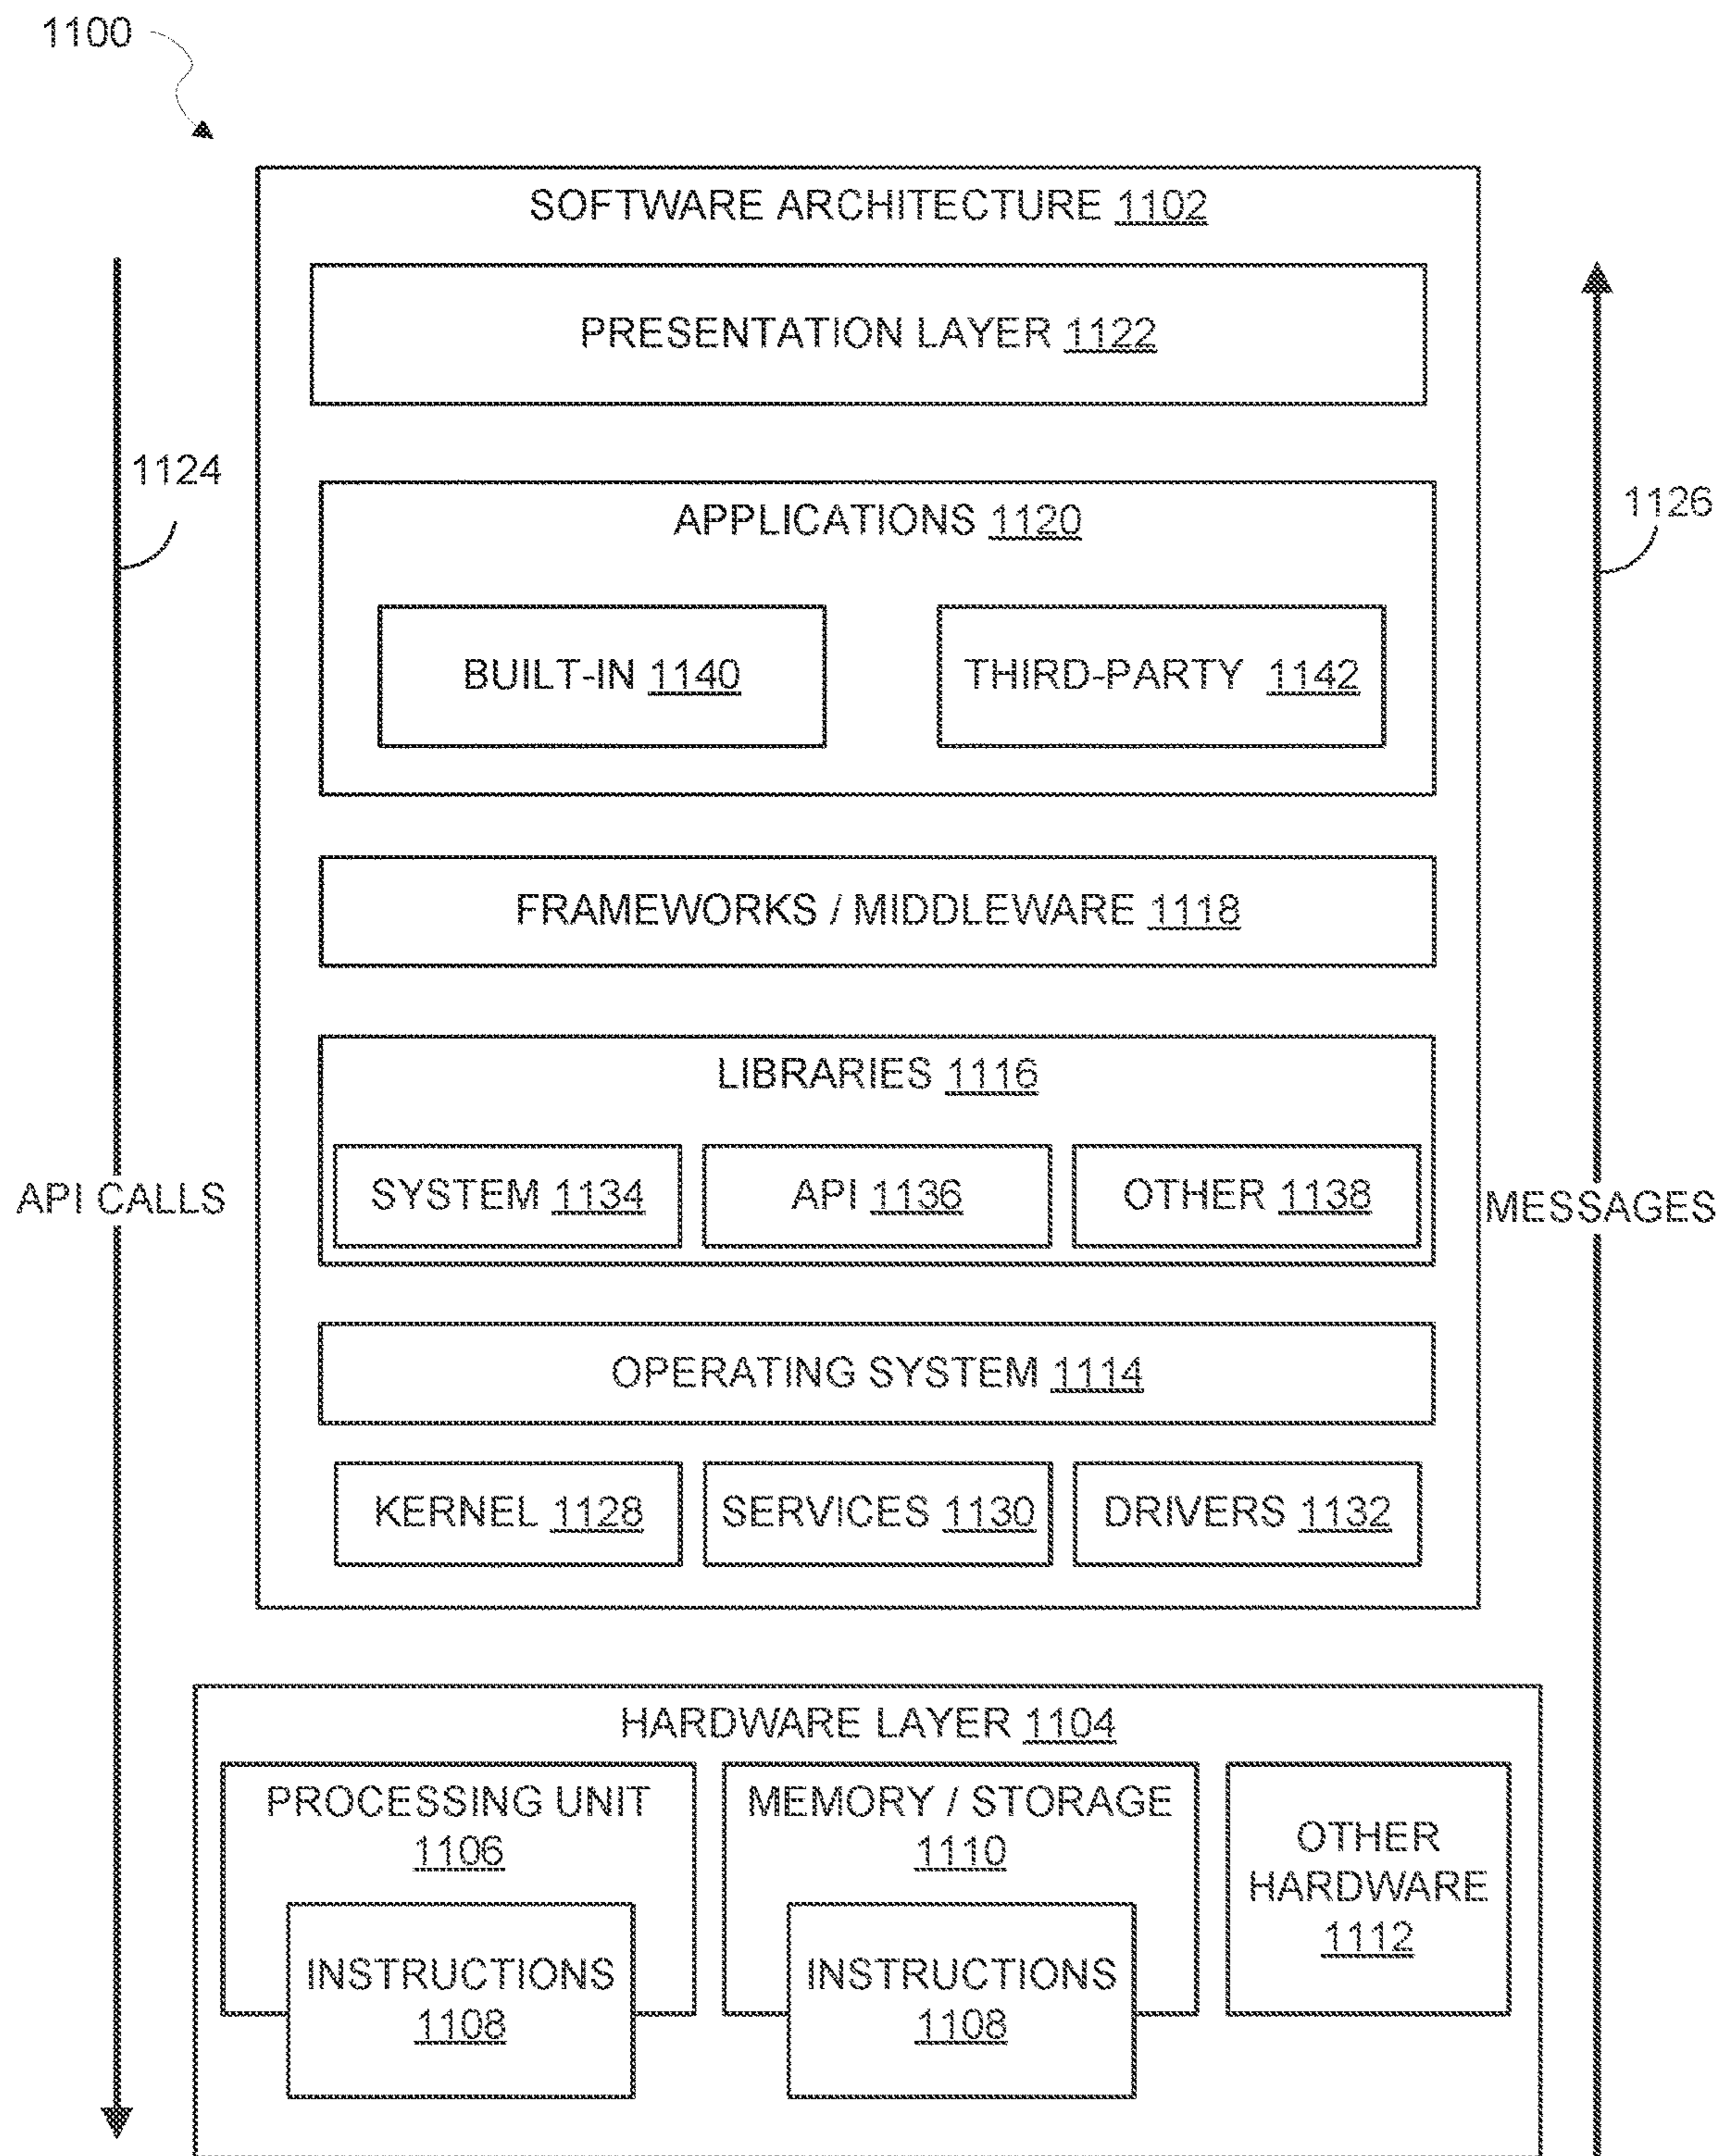 1100
SOFTWARE ARCHITECTURE 1102
PRESENTATION LAYER 1122
1124
1126
APPLICATIONS 1120
BUILT-IN 1140
THIRD-PARTY 1142
FRAMEWORKS / MIDDLEWARE 1118
LIBRARIES 1116
SYSTEM 1134
API 1136
OTHER 1138
API CALLS
MESSAGES
OPERATING SYSTEM 1114
KERNEL 1128
SERVICES 1130
DRIVERS 1132
HARDWARE LAYER 1104
PROCESSING UNIT
1106
INSTRUCTIONS
1108
MEMORY / STORAGE
1110
INSTRUCTIONS
1108
OTHER
HARDWARE
1112